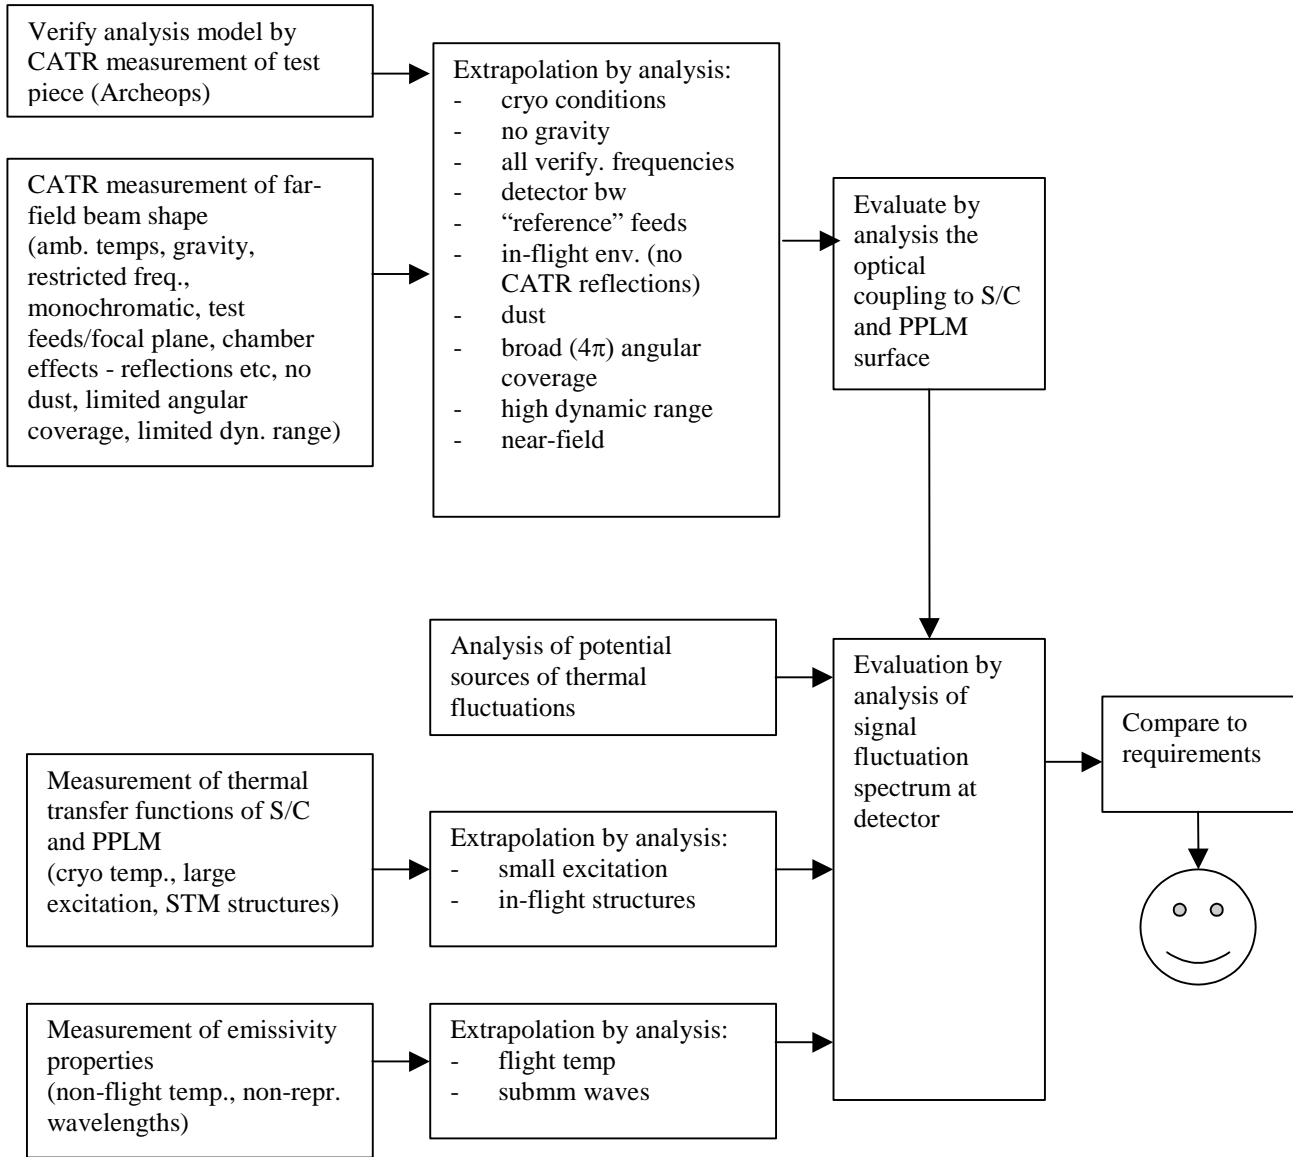 Verify analysis model by
CATR measurement of test
piece (Archeops)
CATR measurement of far-
field beam shape
(amb. temps, gravity,
restricted freq.,
monochromatic, test
feeds/focal plane, chamber
effects - reflections etc, no
dust, limited angular
coverage, limited dyn. range)
Extrapolation by analysis:
- cryo conditions
- no gravity
- all verify. frequencies
- detector bw
- “reference” feeds
- in-flight env. (no
CATR reflections)
- dust
- broad (4π) angular
coverage
- high dynamic range
- near-field
Evaluate by
analysis the
optical
coupling to S/C
and PPLM
surface
Analysis of potential
sources of thermal
fluctuations
Measurement of thermal
transfer functions of S/C
and PPLM
(cryo temp., large
excitation, STM structures)
Extrapolation by analysis:
- small excitation
- in-flight structures
Measurement of emissivity
properties
(non-flight temp., non-repr.
wavelengths)
Extrapolation by analysis:
- flight temp
- submm waves
Evaluation by
analysis of
signal
fluctuation
spectrum at
detector
Compare to
requirements